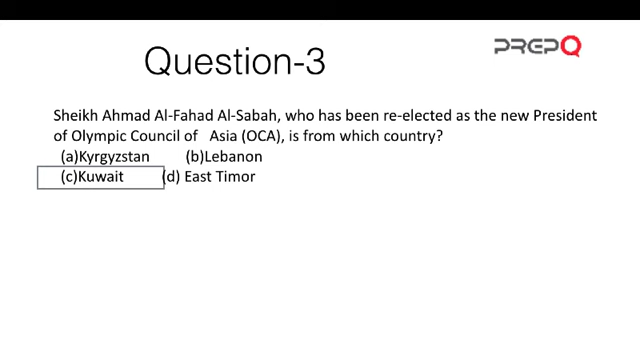 Question-3
PREPQ
Sheikh Ahmad Al-Fahad Al-Sabah, who has been re-elected as the new President
of Olympic Council of Asia (OCA), is from which country?
(a)Kyrgyzstan (b)Lebanon
(c)Kuwait (d) East Timor